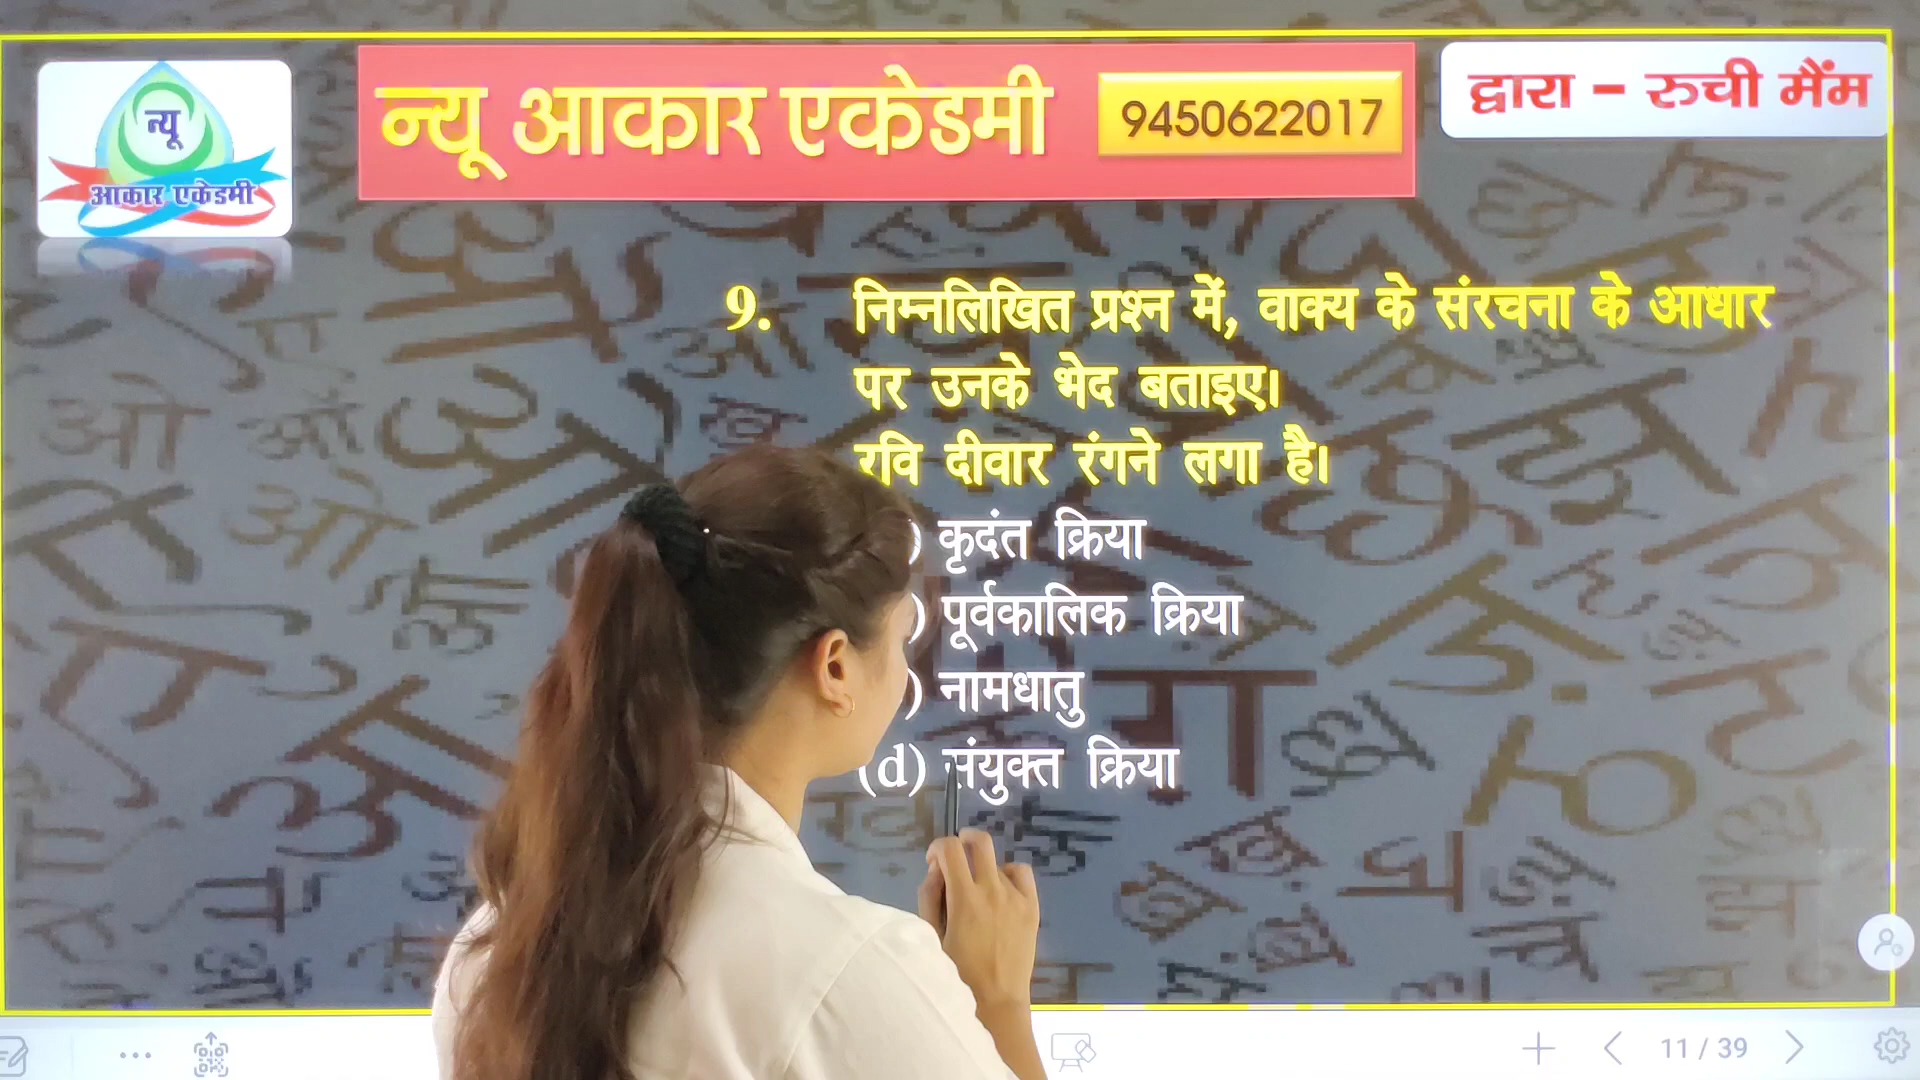 न्यू
आकार एकेडमी
न्यू आकार एकेडमी
9450622017
द्वारा – रुची मैंम
9. निम्नलिखित प्रश्न में, वाक्य के संरचना के आधार
पर उनके भेद बताइए।
रवि दीवार रंगने लगा है।
) कृदंत क्रिया
) पूर्वकालिक क्रिया
) नामधातु
(d) संयुक्त क्रिया
11 / 39